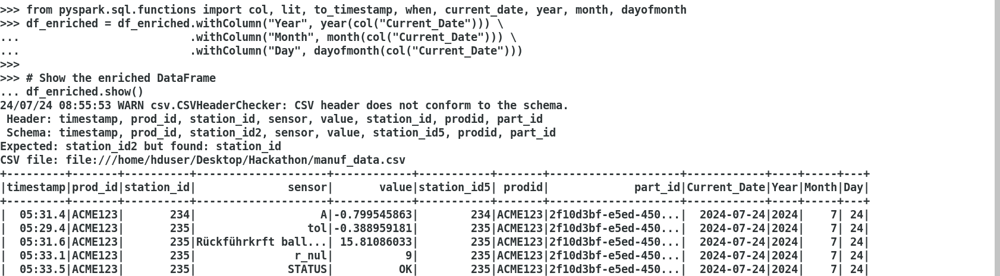 >>> from pyspark.sql.functions import col, lit, to_timestamp, when, current_date, year, month, dayofmonth
>>> df_enriched = df_enriched.withColumn("Year", year(col("Current_Date"))) \
...                          .withColumn("Month", month(col("Current_Date"))) \
...                          .withColumn("Day", dayofmonth(col("Current_Date")))
>>>
>>> # Show the enriched DataFrame
... df_enriched.show()
24/07/24 08:55:53 WARN csv.CSVHeaderChecker: CSV header does not conform to the schema.
 Header: timestamp, prod_id, station_id, sensor, value, station_id, prodid, part_id
 Schema: timestamp, prod_id, station_id2, sensor, value, station_id5, prodid, part_id
Expected: station_id2 but found: station_id
CSV file: file:///home/hduser/Desktop/Hackathon/manuf_data.csv
+---------+-------+----------+--------------------+------------+-----------+-------+--------------------+------------+----+-----+---+
|timestamp|prod_id|station_id|              sensor|       value|station_id5| prodid|             part_id|Current_Date|Year|Month|Day|
+---------+-------+----------+--------------------+------------+-----------+-------+--------------------+------------+----+-----+---+
|  05:31.4|ACME123|       234|                   A|-0.799545863|        234|ACME123|2f10d3bf-e5ed-450...|  2024-07-24|2024|    7| 24|
|  05:29.4|ACME123|       235|                 tol|-0.388959181|        235|ACME123|2f10d3bf-e5ed-450...|  2024-07-24|2024|    7| 24|
|  05:31.6|ACME123|       235|Rückführkrft ball...| 15.81086033|        235|ACME123|2f10d3bf-e5ed-450...|  2024-07-24|2024|    7| 24|
|  05:33.1|ACME123|       235|               r_nul|           9|        235|ACME123|2f10d3bf-e5ed-450...|  2024-07-24|2024|    7| 24|
|  05:33.5|ACME123|       235|              STATUS|          OK|        235|ACME123|2f10d3bf-e5ed-450...|  2024-07-24|2024|    7| 24|